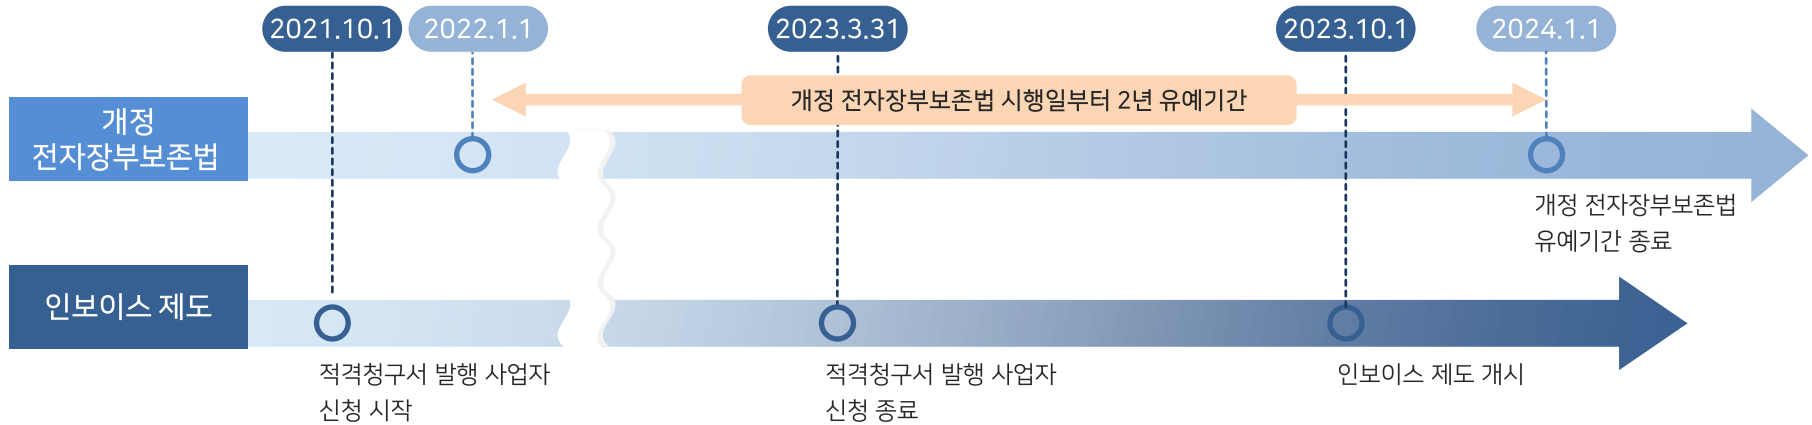 2021.10.1
2022.1.1
2023.3.31
2023.10.1
2024.1.1
개정 전자장부보존법 시행일부터 2년 유예기간
개정
전자장부보존법
개정 전자장부보존법
유예기간 종료
인보이스 제도
적격청구서 발행 사업자
신청 시작
적격청구서 발행 사업자
신청 종료
인보이스 제도 개시